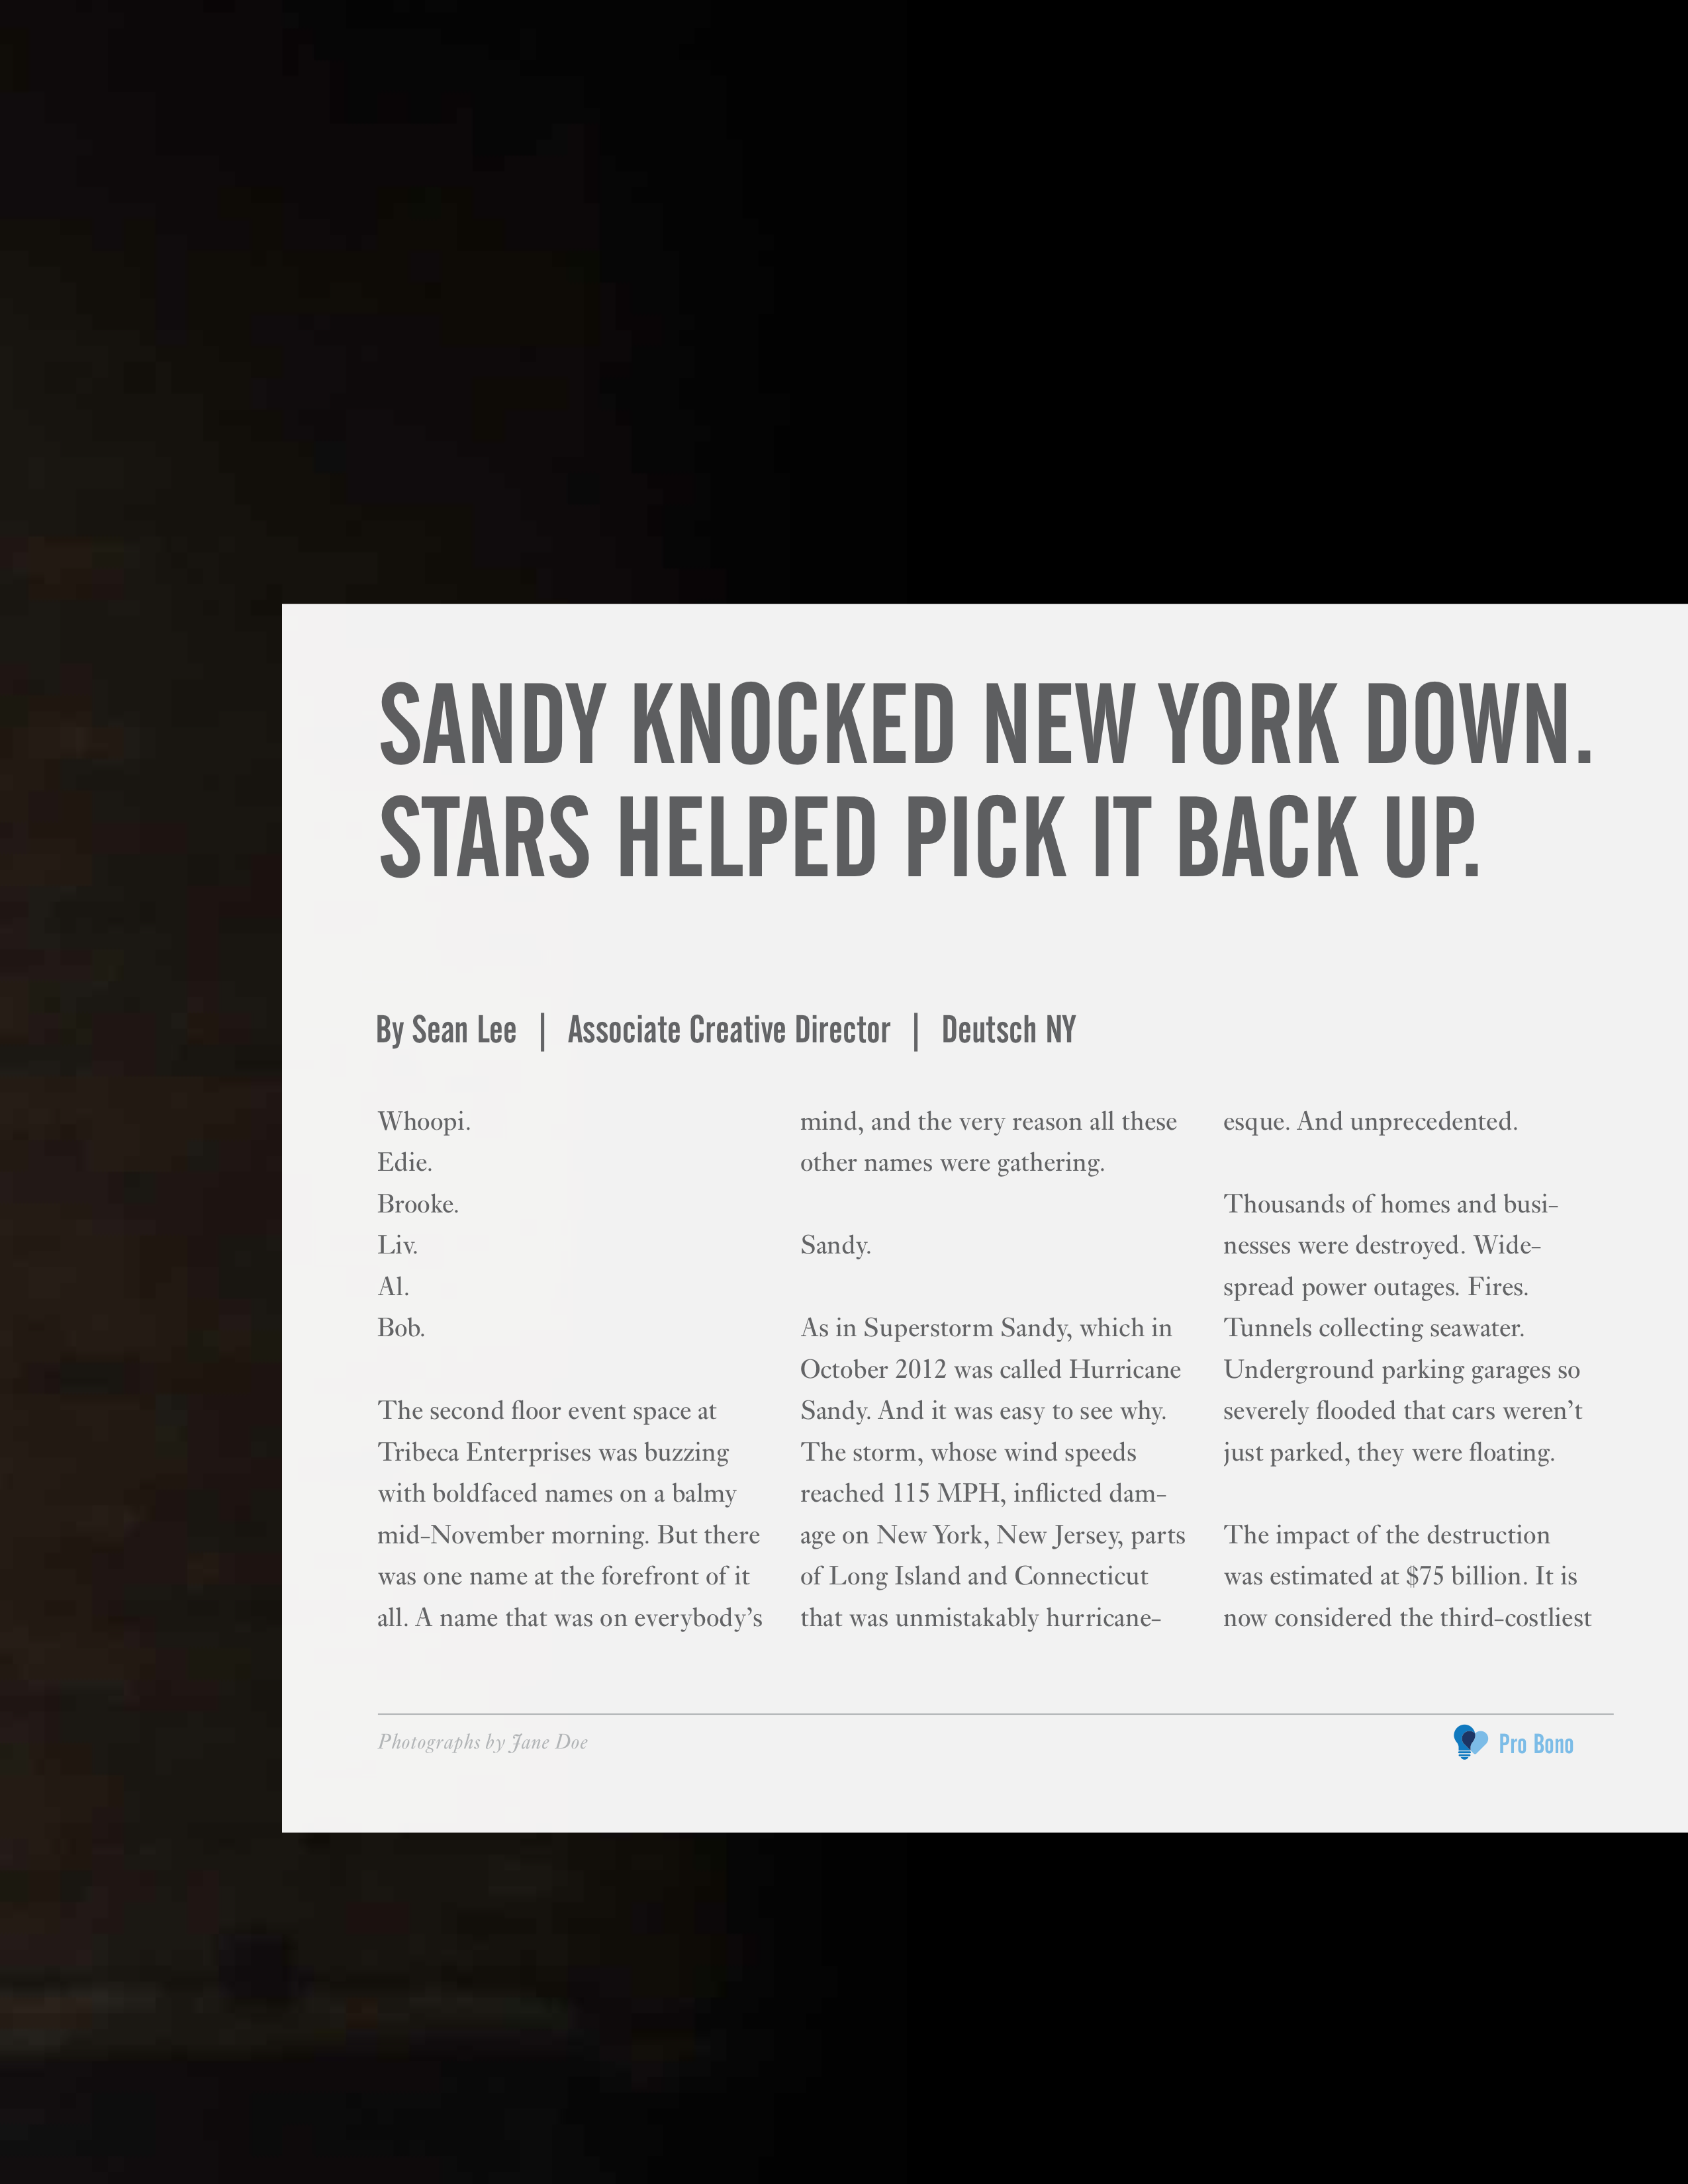 SANDY KNOCKED NEW YORK DOWN.
STARS HELPED PICK IT BACK UP.
By Sean Lee | Associate Creative Director | Deutsch NY
Whoopi.
Edie.
Brooke.
Liv.
Al.
Bob.
The second floor event space at
Tribeca Enterprises was buzzing
with boldfaced names on a balmy
mid-November morning. But there
was one name at the forefront of it
all. A name that was on everybody’s
mind, and the very reason all these
other names were gathering.
Sandy.
As in Superstorm Sandy, which in
October 2012 was called Hurricane
Sandy. And it was easy to see why.
The storm, whose wind speeds
reached 115 MPH, inflicted dam-
age on New York, New Jersey, parts
of Long Island and Connecticut
that was unmistakably hurricane-
esque. And unprecedented.
Thousands of homes and busi-
nesses were destroyed. Wide-
spread power outages. Fires.
Tunnels collecting seawater.
Underground parking garages so
severely flooded that cars weren’t
just parked, they were floating.
The impact of the destruction
was estimated at $75 billion. It is
now considered the third-costliest
Photographs by Jane Doe
Pro Bono